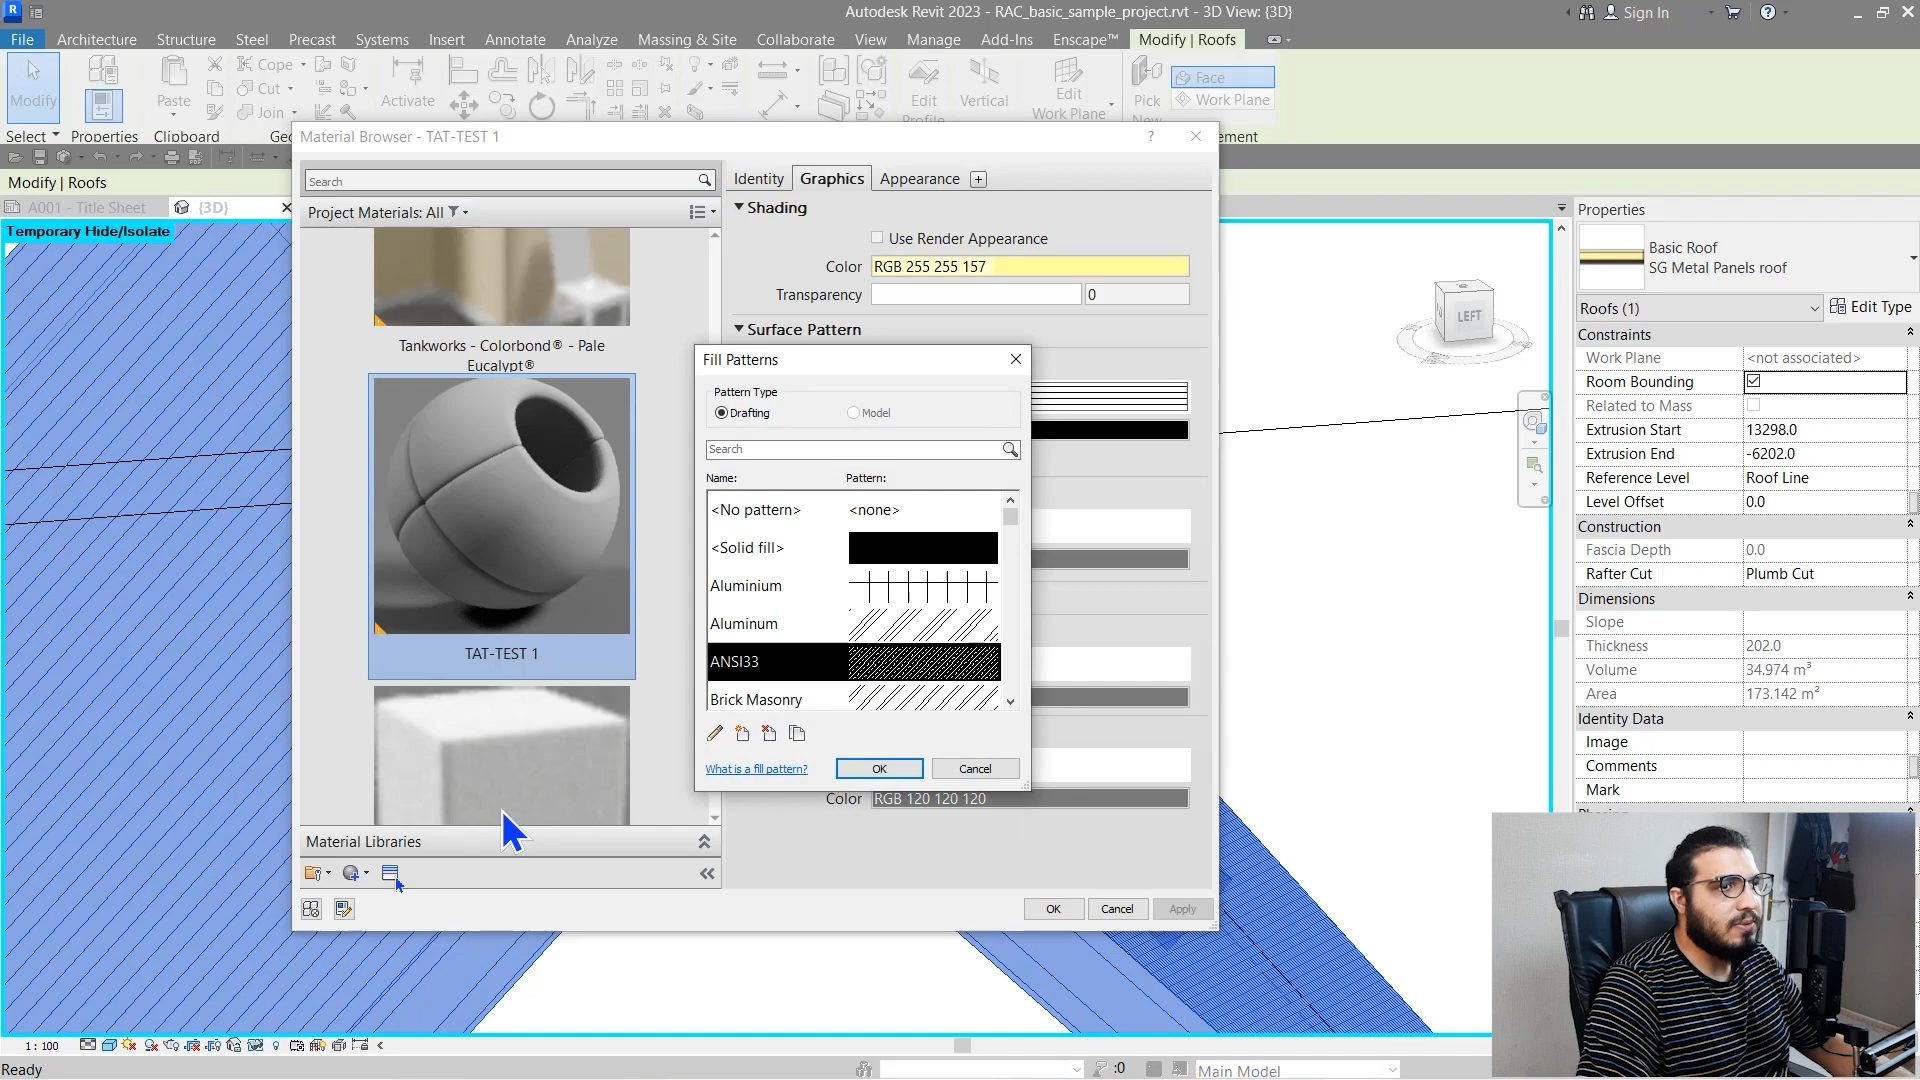 Autodesk Revit 2023 - RAC_basic_sample_project.rvt - 3D View: {3D}
Sign In
File Architecture Structure Steel Precast Systems Insert Annotate Analyze Massing & Site Collaborate View Manage Add-Ins Enscape™ Modify | Roofs
Modify
Paste
Cope
Cut
Join
Activate
Edit
Profile
Vertical
Edit
Work Plane
Pick
New
Face
Work Plane
Select Properties Clipboard
Modify | Roofs
A001 - Title Sheet
{3D}
Temporary Hide/Isolate
Material Browser - TAT-TEST 1
Search
Project Materials: All
Tankworks - Colorbond® - Pale
Eucalypt®
TAT-TEST 1
Material Libraries
Identity Graphics Appearance
Shading
Use Render Appearance
Color RGB 255 255 157
Transparency 0
Surface Pattern
Color RGB 120 120 120
OK Cancel Apply
Fill Patterns
Pattern Type
Drafting Model
Search
Name: Pattern:
<No pattern> <none>
<Solid fill>
Aluminium
Aluminum
ANSI33
Brick Masonry
What is a fill pattern? OK Cancel
LEFT
Properties
Basic Roof
SG Metal Panels roof
Roofs (1) Edit Type
Constraints
Work Plane <not associated>
Room Bounding
Related to Mass
Extrusion Start 13298.0
Extrusion End -6202.0
Reference Level Roof Line
Level Offset 0.0
Construction
Fascia Depth 0.0
Rafter Cut Plumb Cut
Dimensions
Slope
Thickness 202.0
Volume 34.974 m³
Area 173.142 m²
Identity Data
Image
Comments
Mark
1 : 100
Ready
:0
Main Model